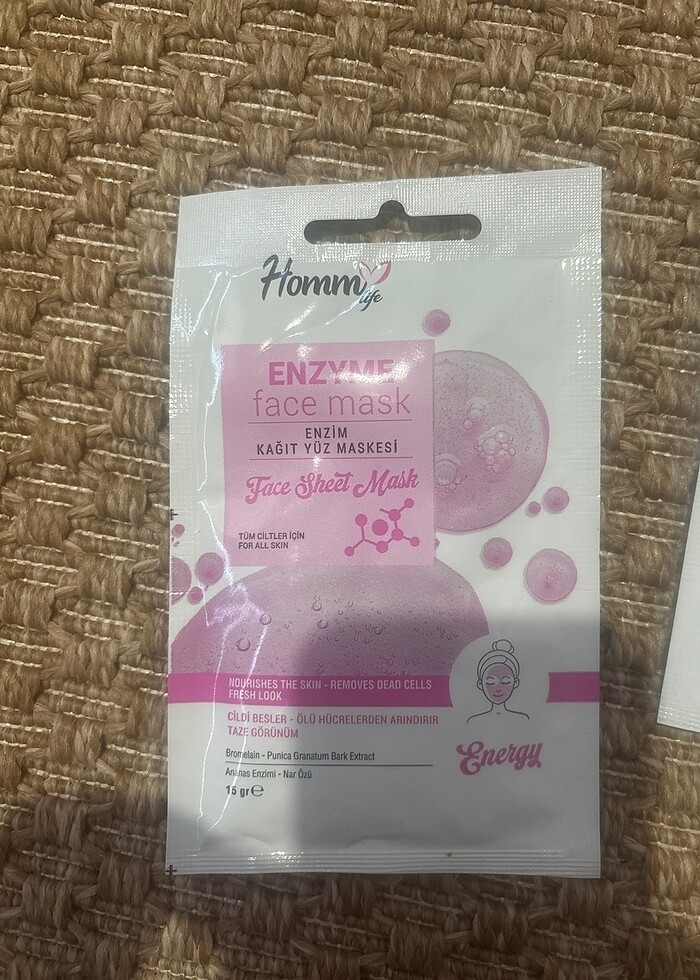 Hommy
life
ENZYME
face mask
ENZİM
KAĞIT YÜZ MASKESİ
Face Sheet Mask
TÜM CİLTLER İÇİN
FOR ALL SKIN
NOURISHES THE SKIN - REMOVES DEAD CELLS
FRESH LOOK
CİLDİ BESLER - ÖLÜ HÜCRELERDEN ARINDIRIR
TAZE GÖRÜNÜM
Bromelain - Punica Granatum Bark Extract
Ananas Enzimi - Nar Özü
15 gr ℮
Energy